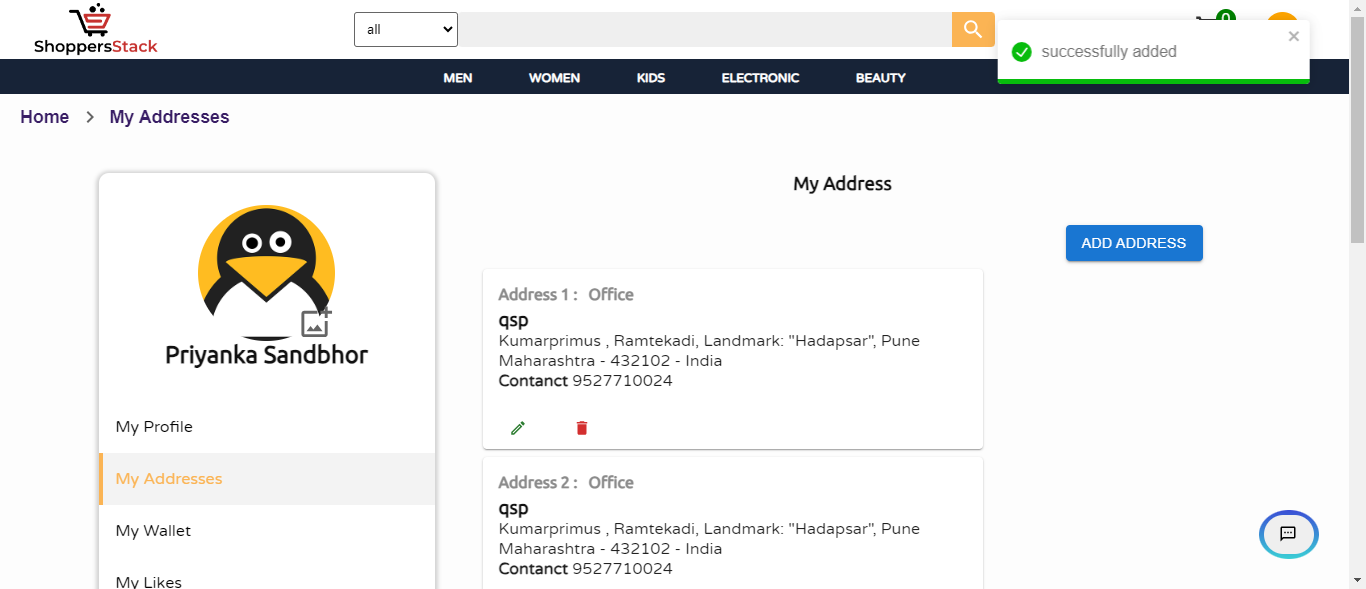 ShoppersStack
all
0
successfully added
MEN WOMEN KIDS ELECTRONIC BEAUTY
Home > My Addresses
My Address
ADD ADDRESS
Priyanka Sandbhor
My Profile
My Addresses
My Wallet
My Likes
Address 1 : Office
qsp
Kumarprimus , Ramtekadi, Landmark: "Hadapsar", Pune
Maharashtra - 432102 - India
Contanct 9527710024
Address 2 : Office
qsp
Kumarprimus , Ramtekadi, Landmark: "Hadapsar", Pune
Maharashtra - 432102 - India
Contanct 9527710024